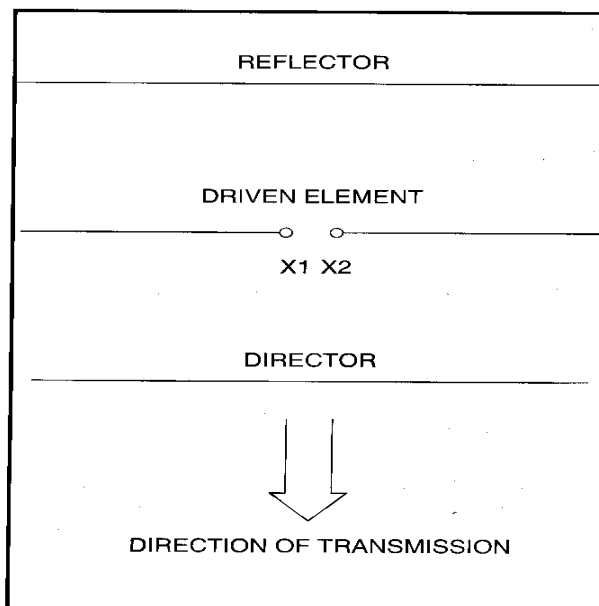 REFLECTOR
DRIVEN ELEMENT
X1 X2
DIRECTOR
DIRECTION OF TRANSMISSION